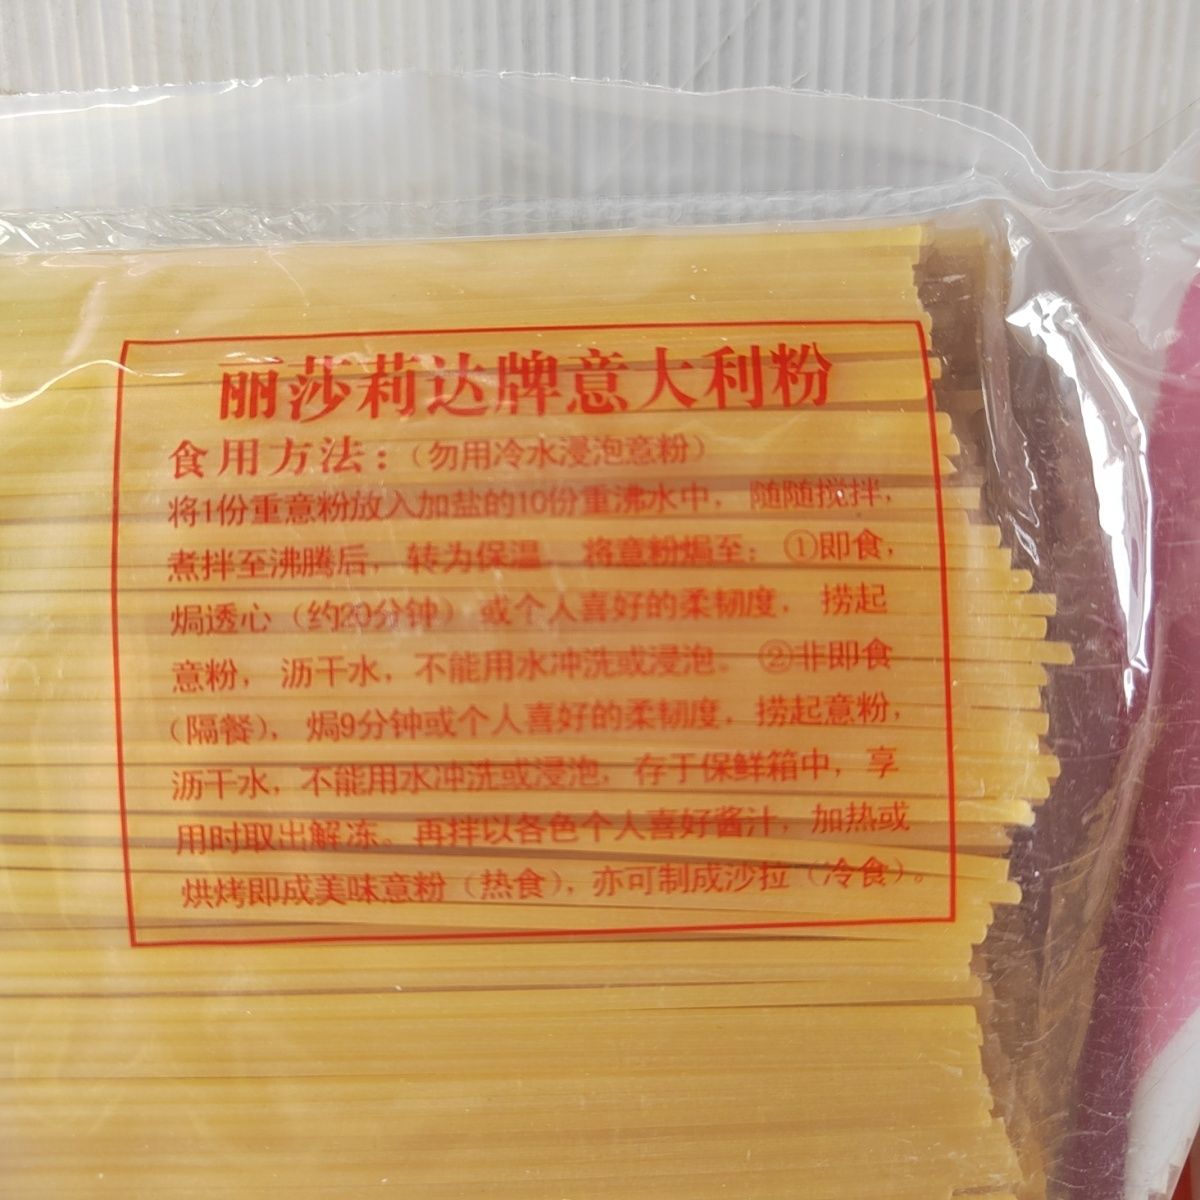 丽莎莉达牌意大利粉
食用方法：（勿用冷水浸泡意粉）
将1份重意粉放入加盐的10份重沸水中，随随搅拌，
煮拌至沸腾后，转为保温，将意粉焗至：①即食，
焗透心（约20分钟）或个人喜好的柔韧度，捞起
意粉，沥干水，不能用水冲洗或浸泡。②非即食
（隔餐），焗9分钟或个人喜好的柔韧度，捞起意粉，
沥干水，不能用水冲洗或浸泡，存于保鲜箱中，享
用时取出解冻。再拌以各色个人喜好酱汁，加热或
烘烤即成美味意粉（热食），亦可制成沙拉（冷食）。